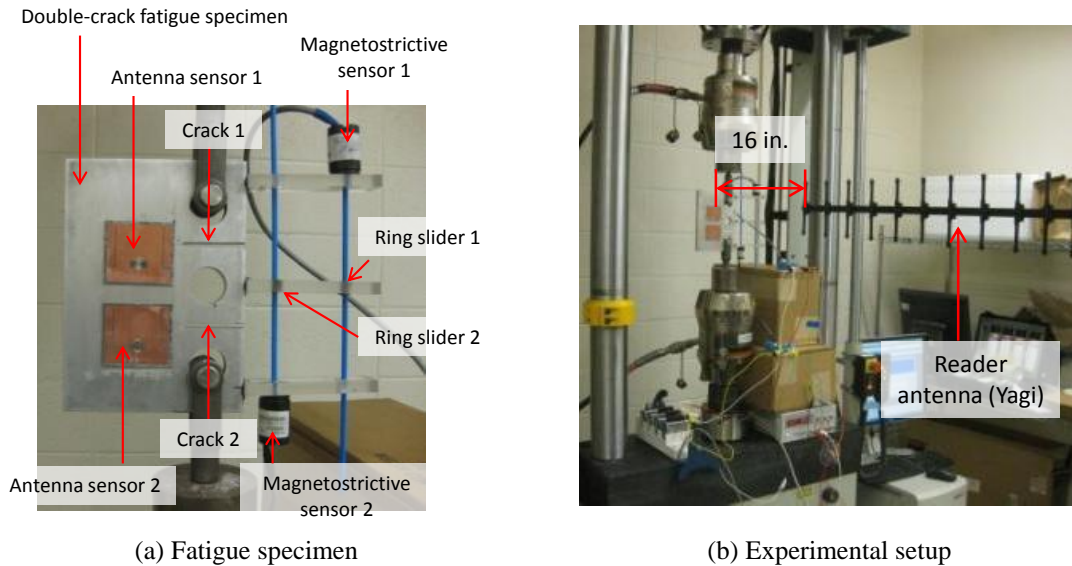 Double-crack fatigue specimen
Magnetostrictive
sensor 1
Antenna sensor 1
Crack 1
16 in.
Ring slider 1
Ring slider 2
Reader
antenna (Yagi)
Crack 2
Antenna sensor 2
Magnetostrictive
sensor 2
(a) Fatigue specimen
(b) Experimental setup